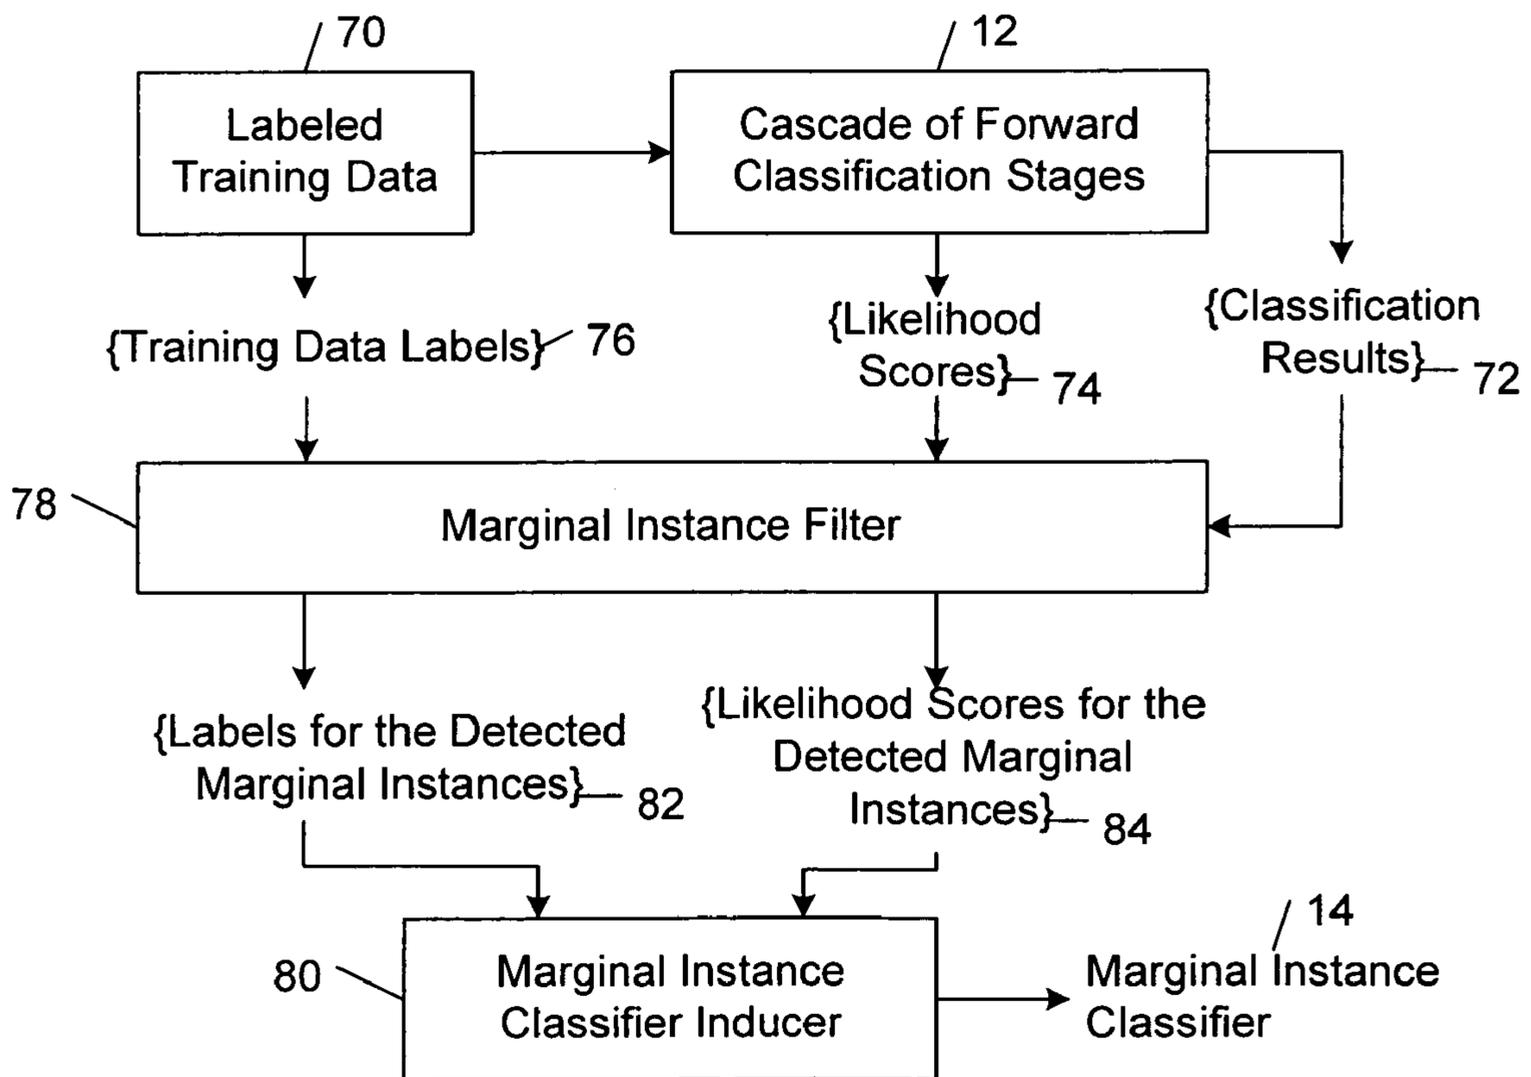 70
12
Labeled
Training Data
Cascade of Forward
Classification Stages
{Training Data Labels}
76
{Likelihood
Scores}
74
{Classification
Results}
72
78
Marginal Instance Filter
{Labels for the Detected
Marginal Instances}
82
{Likelihood Scores for the
Detected Marginal
Instances}
84
80
Marginal Instance
Classifier Inducer
14
Marginal Instance
Classifier